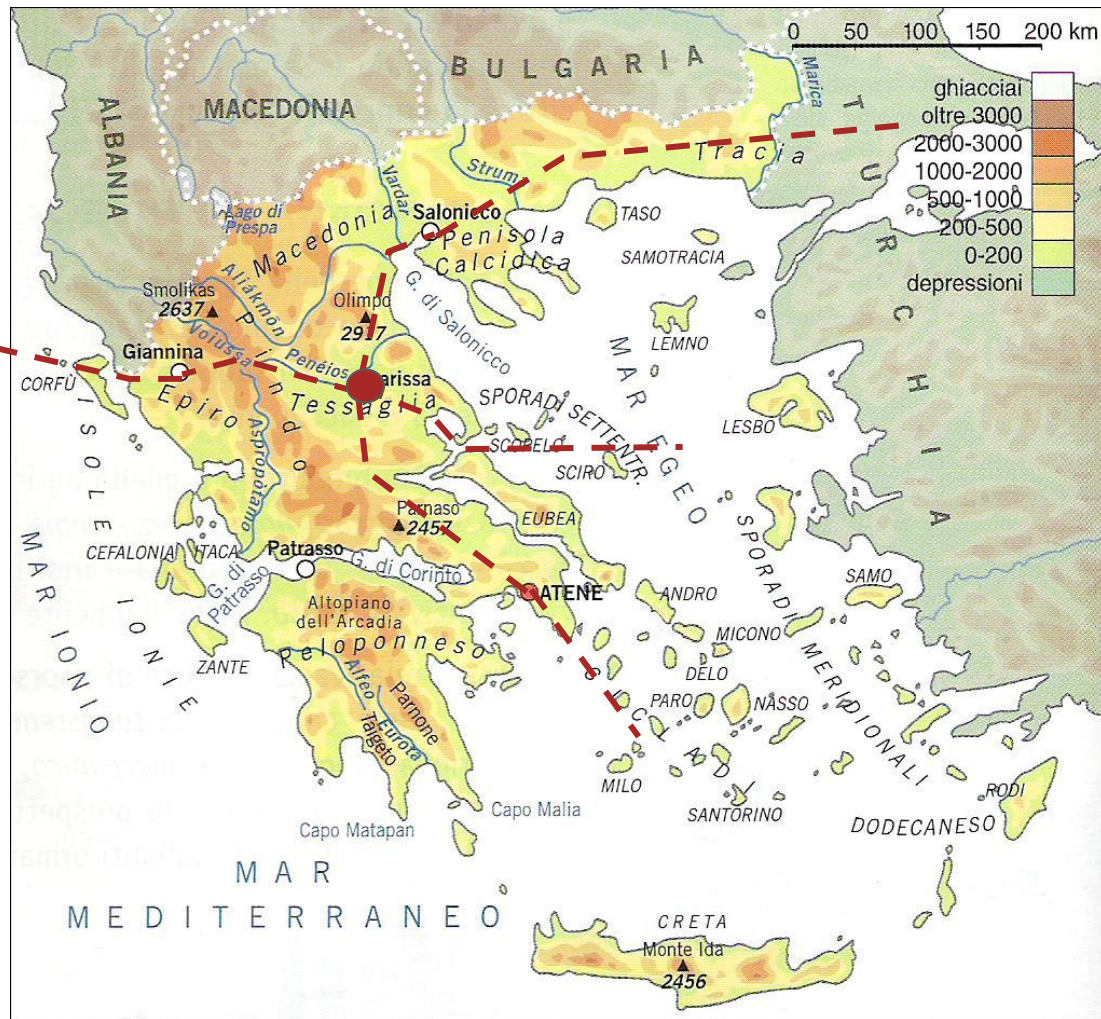 0 50 100 150 200 km
BULGARIA
MACEDONIA
ALBANIA
TURCHIA
Marica
ghiacciai
oltre 3000
2000-3000
1000-2000
500-1000
200-500
0-200
depressioni
Tracia
Strum
Vardar
Salonicco
Penisola
Calcidica
G. di Salonicco
Macedonia
Lago di
Prespa
Aliákmõn
Smolikas
2637
Olimpo
2917
TASO
SAMOTRACIA
LEMNO
MAR EGEO
Voiussa
Pindo
Penéios
Giannina
CORFÙ
Epiro
arissa
Tessaglia
SPORADI SETTENTR.
SCOPELO
SCIRO
LESBO
ISOLE IONIE
Aspropótamo
Parnaso
2457
EUBEA
MAR IONIO
CEFALONIA
ITACA
Patrasso
G. di
Patrasso
G. di Corinto
ATENE
ANDRO
SPORADI MERIDIONALI
SAMO
Altopiano
dell'Arcadia
Peloponneso
ZANTE
MICONO
DELO
PARO
NASSO
CICLADI
Alfeo
Parnone
Eurota
Taigeto
MILO
SANTORINO
RODI
DODECANESO
Capo Malia
Capo Matapan
MAR
MEDITERRANEO
CRETA
Monte Ida
2456